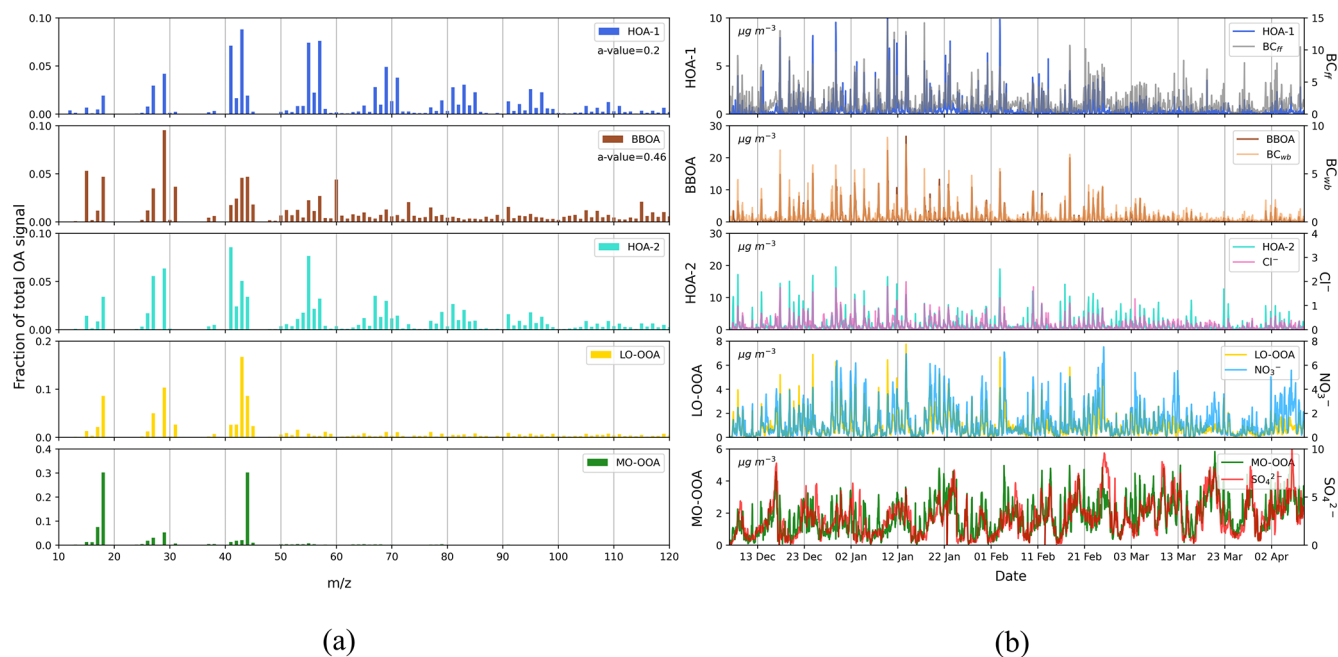 Fraction of total OA signal
0.10
0.05
0.00
HOA-1
a-value=0.2
0.10
0.05
0.00
BBOA
a-value=0.46
0.10
0.05
0.00
HOA-2
0.2
0.1
0.0
LO-OOA
0.4
0.3
0.2
0.1
0.0
MO-OOA
10 20 30 40 50 60 70 80 90 100 110 120
m/z
(a)
HOA-1
10
5
0
µg m⁻³
HOA-1
BC_ff
15
10
5
0
BC_ff
BBOA
30
20
10
0
µg m⁻³
BBOA
BC_wb
10
5
0
BC_wb
HOA-2
30
20
10
0
µg m⁻³
HOA-2
Cl⁻
4
3
2
1
0
Cl⁻
LO-OOA
8
6
4
2
0
µg m⁻³
LO-OOA
NO₃⁻
8
6
4
2
0
NO₃⁻
MO-OOA
6
4
2
0
µg m⁻³
MO-OOA
SO₄²⁻
10
5
0
SO₄²⁻
13 Dec 23 Dec 02 Jan 12 Jan 22 Jan 01 Feb 11 Feb 21 Feb 03 Mar 13 Mar 23 Mar 02 Apr
Date
(b)